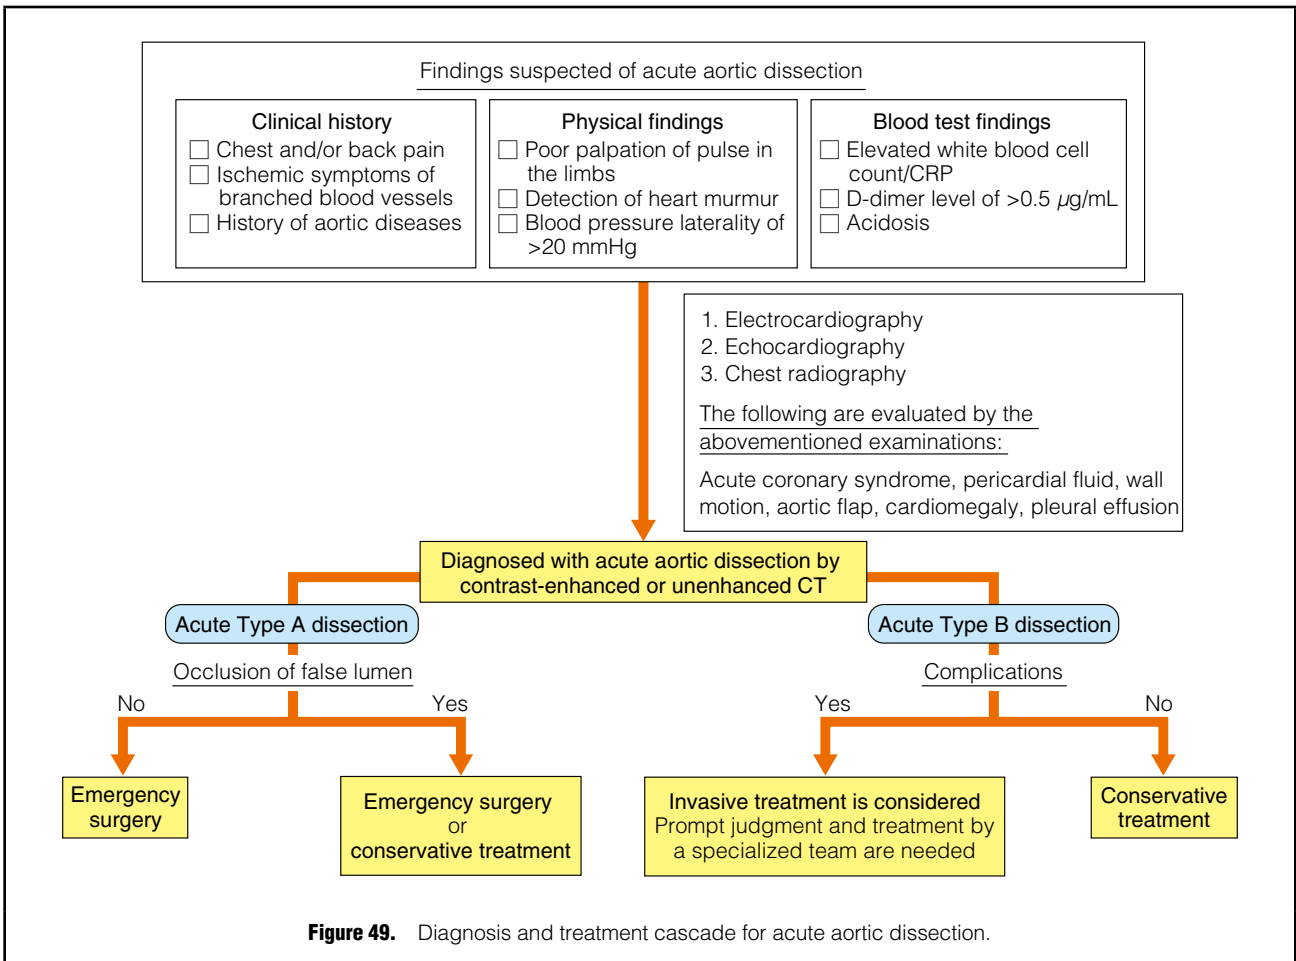 Findings suspected of acute aortic dissection
Clinical history
☐ Chest and/or back pain
☐ Ischemic symptoms of
branched blood vessels
☐ History of aortic diseases
Physical findings
☐ Poor palpation of pulse in
the limbs
☐ Detection of heart murmur
☐ Blood pressure laterality of
>20 mmHg
Blood test findings
☐ Elevated white blood cell
count/CRP
☐ D-dimer level of >0.5 µg/mL
☐ Acidosis
1. Electrocardiography
2. Echocardiography
3. Chest radiography
The following are evaluated by the
abovementioned examinations:
Acute coronary syndrome, pericardial fluid, wall
motion, aortic flap, cardiomegaly, pleural effusion
Diagnosed with acute aortic dissection by
contrast-enhanced or unenhanced CT
Acute Type A dissection
Occlusion of false lumen
No
Yes
Emergency
surgery
Emergency surgery
or
conservative treatment
Acute Type B dissection
Complications
Yes
No
Invasive treatment is considered
Prompt judgment and treatment by
a specialized team are needed
Conservative
treatment
Figure 49. Diagnosis and treatment cascade for acute aortic dissection.